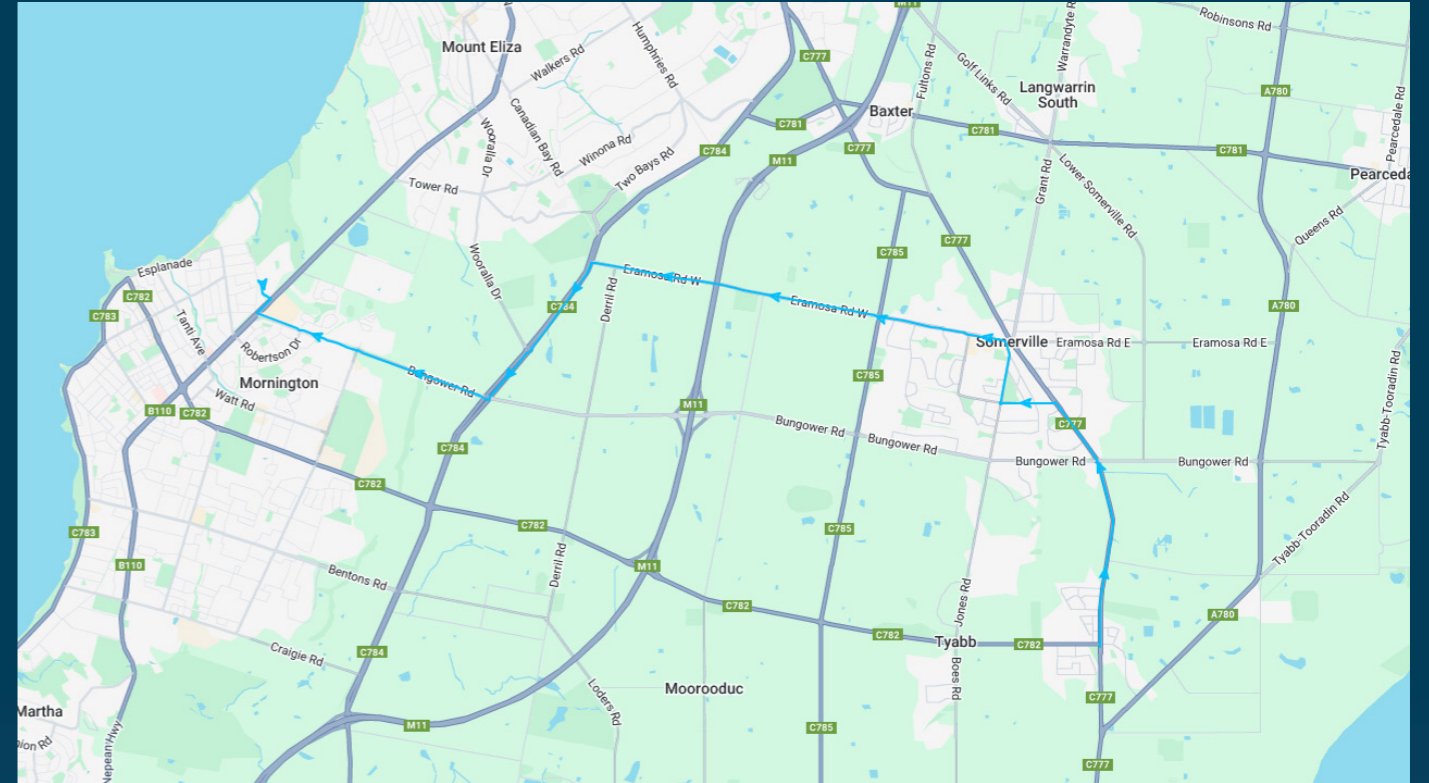 M11
Robinsons Rd
Mount Eliza
Walkers Rd
Humphries Rd
C777
Fultons Rd
Golf Links Rd
Warrandyte R
Langwarrin
South
A780
Pearcedale Rd
Baxter
Canadian Bay Rd
Wooralla Dr
Winona Rd
C781
C781
C784
C777
M11
C781
Two Bays Rd
Tower Rd
Grant Rd
Lower Somerville Rd
Pearceda
Queens Rd
C777
C785
Wooralla Dr
Esplanade
Eramosa Rd W
Derril Rd
C782
C784
Eramosa Rd W
A780
C783
Tanti Ave
Robertson Dr
Somerville
Eramosa Rd E
Eramosa Rd E
Mornington
Bungower Rd
C785
Tyabb-Tooradin Rd
Watt Rd
B110
C782
M11
Bungower Rd
C777
Bungower Rd
C784
Bungower Rd
Bungower Rd
C782
Tyabb-Tooradin Rd
C783
C782
C785
B110
Bentons Rd
Derril Rd
M11
Jones Rd
C782
A780
C782
Tyabb
C782
Craigie Rd
C784
Boes Rd
Loders Rd
Moorooduc
C777
Martha
M11
C785
nion Rd
Nepean Hwy
C777